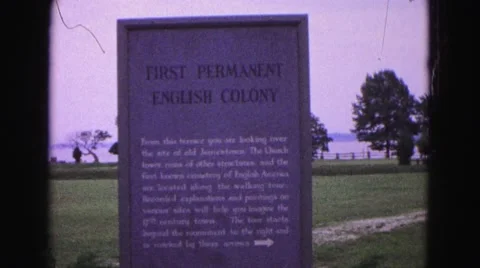 FIRST PERMANENT
ENGLISH COLONY
From this terrace you are looking over
the site of old Jamestown. The Church
tower, ruins of other structures, and the
first known cemetery of English America
are located along the walking tour.
Recorded explanations and paintings on
various sites will help you imagine the
17th century town. The tour starts
beyond the monument to the right and
is marked by these arrows